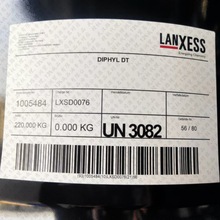 LANXESS
Energizing Chemistry
DIPHYL DT
1005484
LXSD0076
220,000 KG
0.000 KG
UN 3082
56 / 80